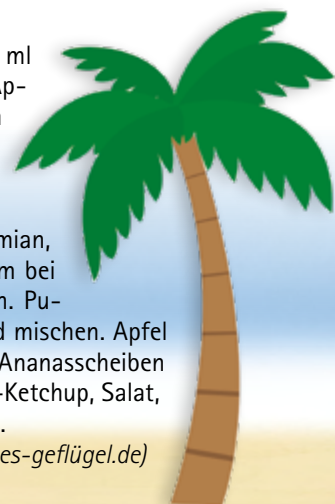 ml
Ap-
mian,
m bei
n. Pu-
d mischen. Apfel
Ananasscheiben
-Ketchup, Salat,
.
es-geflügel.de)